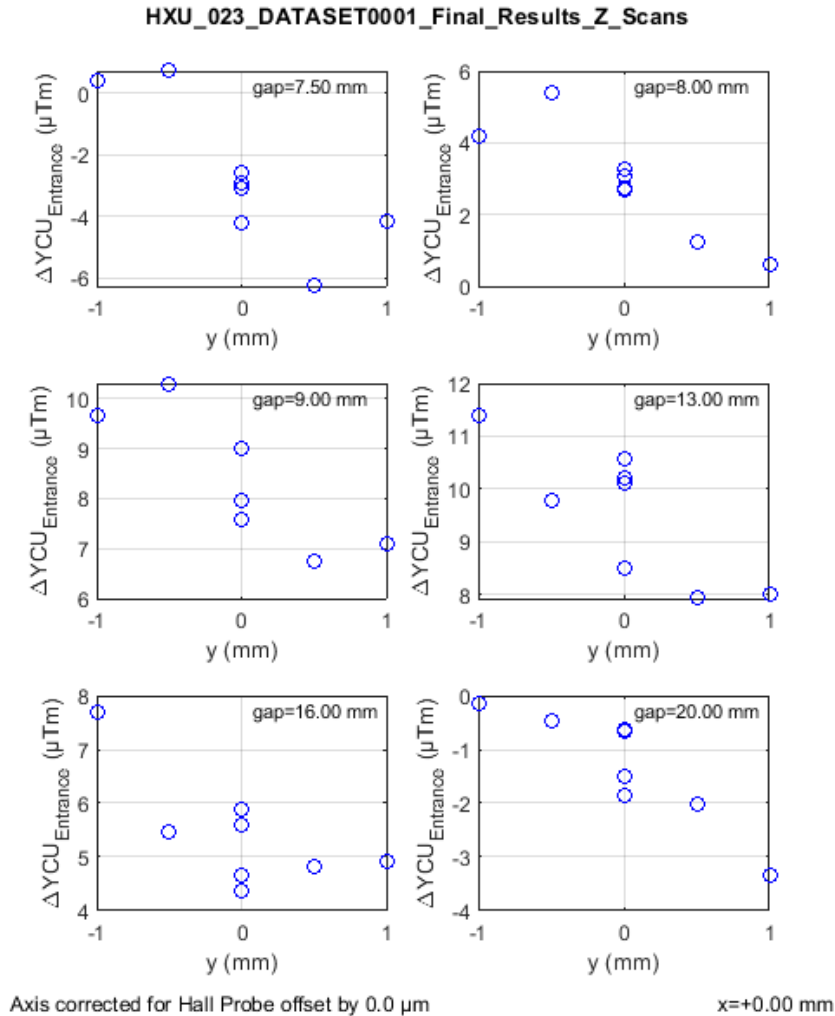 HXU_023_DATASET0001_Final_Results_Z_Scans
gap=7.50 mm
0
-2
-4
-6
ΔYCU_Entrance (µTm)
-1 0 1
y (mm)
gap=8.00 mm
6
4
2
0
ΔYCU_Entrance (µTm)
-1 0 1
y (mm)
gap=9.00 mm
10
9
8
7
6
ΔYCU_Entrance (µTm)
-1 0 1
y (mm)
gap=13.00 mm
12
11
10
9
8
ΔYCU_Entrance (µTm)
-1 0 1
y (mm)
gap=16.00 mm
8
7
6
5
4
ΔYCU_Entrance (µTm)
-1 0 1
y (mm)
gap=20.00 mm
0
-1
-2
-3
-4
ΔYCU_Entrance (µTm)
-1 0 1
y (mm)
Axis corrected for Hall Probe offset by 0.0 µm
x=+0.00 mm